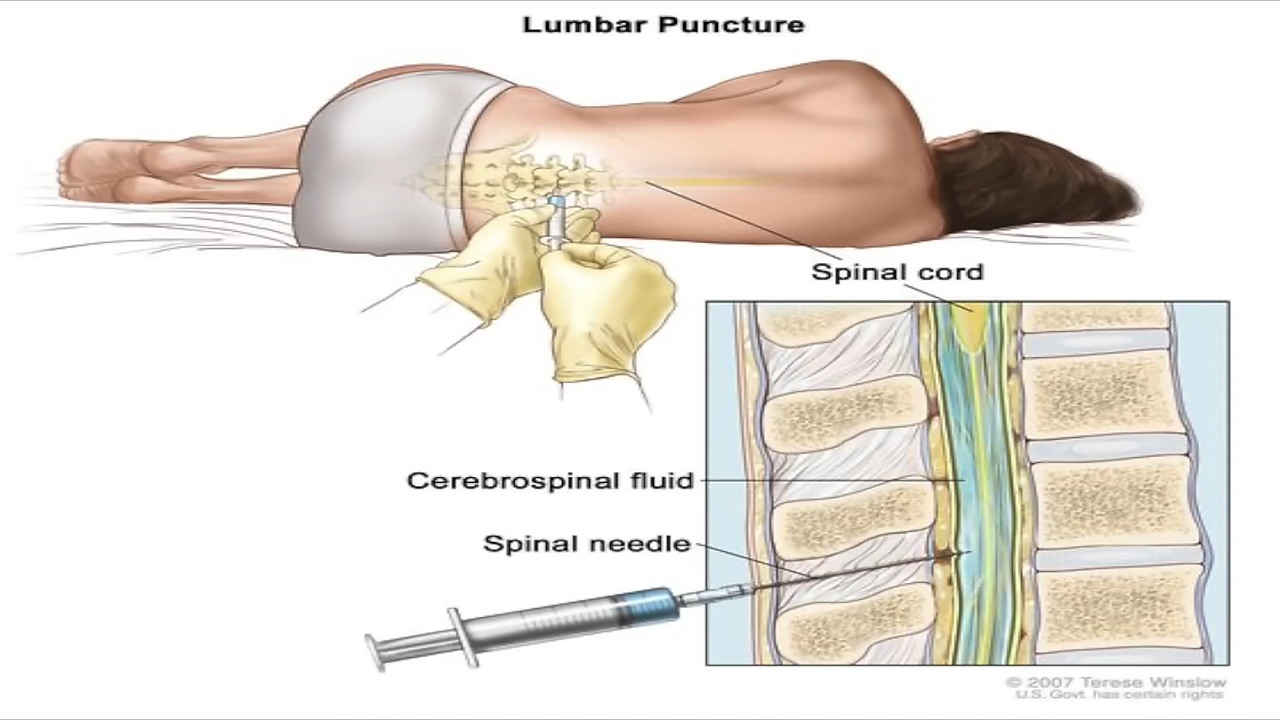 Lumbar Puncture
Spinal cord
Cerebrospinal fluid
Spinal needle
© 2007 Terese Winslow
U.S. Govt. has certain rights